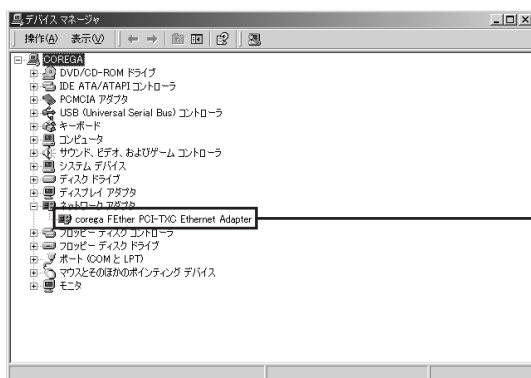 デバイス マネージャ
操作(A) 表示(V)
COREGA
DVD/CD-ROM ドライブ
IDE ATA/ATAPI コントローラ
PCMCIA アダプタ
USB (Universal Serial Bus) コントローラ
キーボード
コンピュータ
サウンド、ビデオ、およびゲーム コントローラ
システム デバイス
ディスク ドライブ
ディスプレイ アダプタ
ネットワーク アダプタ
corega FEther PCI-TXC Ethernet Adapter
フロッピー ディスク コントローラ
フロッピー ディスク ドライブ
ポート (COM と LPT)
マウスとそのほかのポインティング デバイス
モニタ